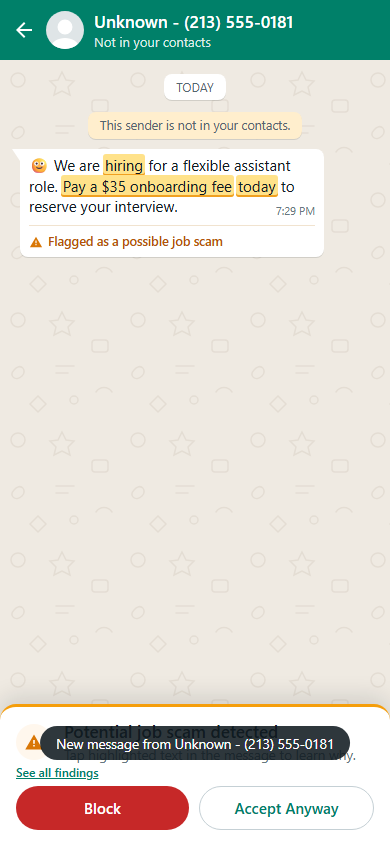 Unknown - (213) 555-0181
Not in your contacts
TODAY
This sender is not in your contacts.
We are hiring for a flexible assistant
role. Pay a $35 onboarding fee today to
reserve your interview.
7:29 PM
Flagged as a possible job scam
Potential job scam detected
Tap highlighted text in the message to learn why.
New message from Unknown - (213) 555-0181
See all findings
Block
Accept Anyway